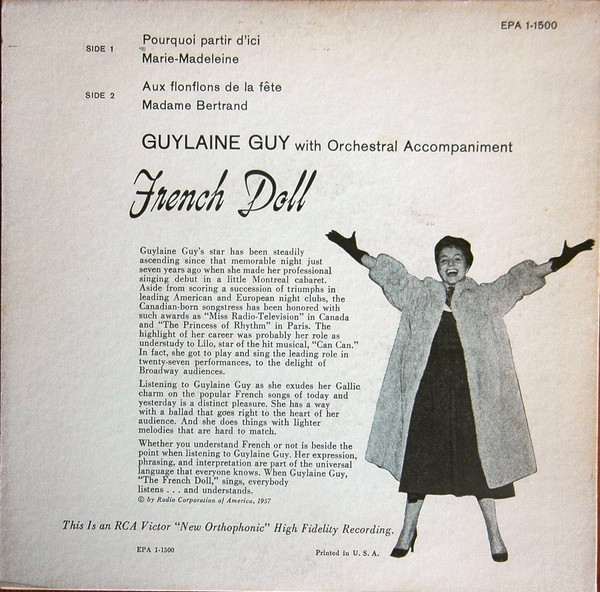 EPA 1-1500
SIDE 1 Pourquoi partir d'ici
Marie-Madeleine
SIDE 2 Aux flonflons de la fête
Madame Bertrand
GUYLAINE GUY with Orchestral Accompaniment
French Doll
Guylaine Guy's star has been steadily
ascending since that memorable night just
seven years ago when she made her professional
singing debut in a little Montreal cabaret.
Aside from scoring a succession of triumphs in
leading American and European night clubs, the
Canadian-born songstress has been honored with
such awards as "Miss Radio-Television" in Canada
and "The Princess of Rhythm" in Paris. The
highlight of her career was probably her role as
understudy to Lilo, star of the hit musical, "Can Can."
In fact, she got to play and sing the leading role in
twenty-seven performances, to the delight of
Broadway audiences.
Listening to Guylaine Guy as she exudes her Gallic
charm on the popular French songs of today and
yesterday is a distinct pleasure. She has a way
with a ballad that goes right to the heart of her
audience. And she does things with lighter
melodies that are hard to match.
Whether you understand French or not is beside the
point when listening to Guylaine Guy. Her expression,
phrasing, and interpretation are part of the universal
language that everyone knows. When Guylaine Guy,
"The French Doll," sings, everybody
listens . . . and understands.
© by Radio Corporation of America, 1957
This Is an RCA Victor "New Orthophonic" High Fidelity Recording.
EPA 1-1500 Printed in U. S. A.